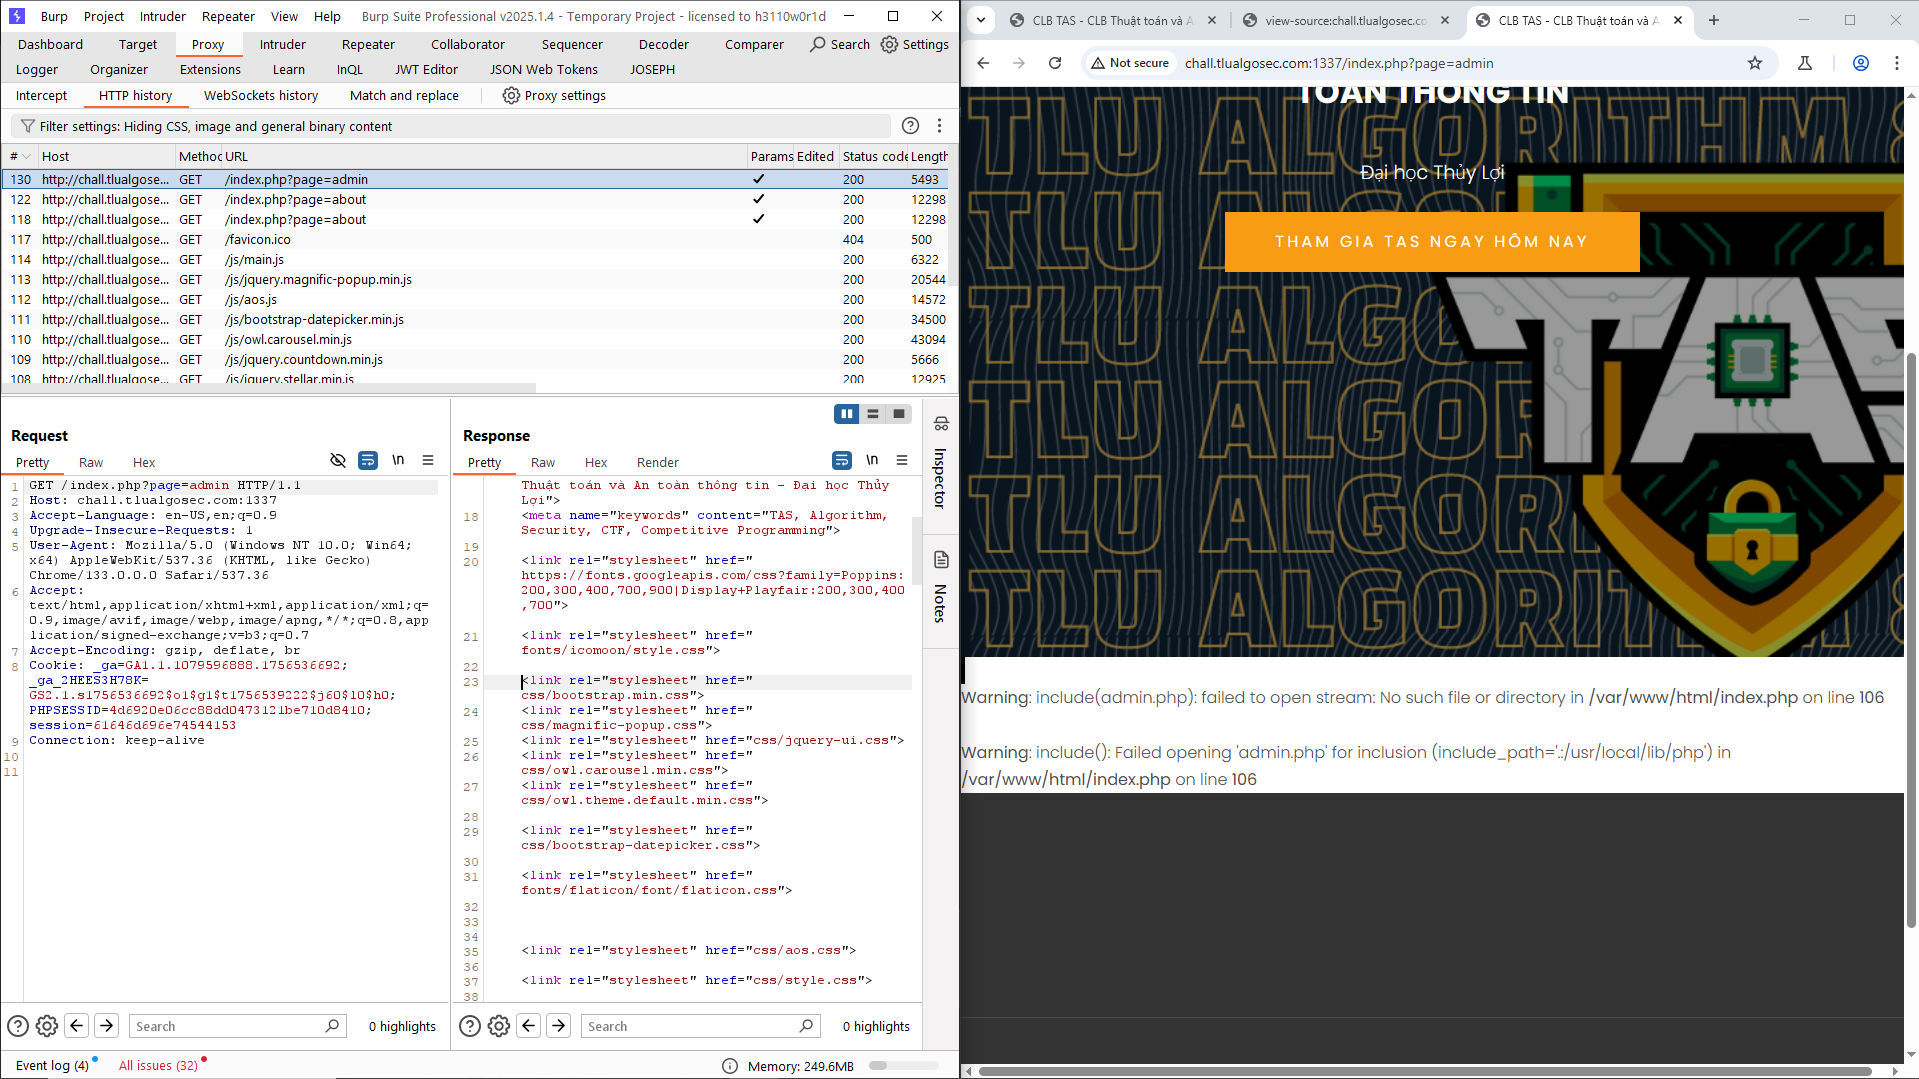 Burp Project Intruder Repeater View Help Burp Suite Professional v2025.1.4 - Temporary Project - licensed to h3110w0r1d
Dashboard Target Proxy Intruder Repeater Collaborator Sequencer Decoder Comparer Search Settings
Logger Organizer Extensions Learn InQL JWT Editor JSON Web Tokens JOSEPH
Intercept HTTP history WebSockets history Match and replace Proxy settings
Filter settings: Hiding CSS, image and general binary content
# Host Method URL Params Edited Status code Length
130 http://chall.tlualgose... GET /index.php?page=admin ✓ 200 5493
122 http://chall.tlualgose... GET /index.php?page=about ✓ 200 12298
118 http://chall.tlualgose... GET /index.php?page=about ✓ 200 12298
117 http://chall.tlualgose... GET /favicon.ico 404 500
114 http://chall.tlualgose... GET /js/main.js 200 6322
113 http://chall.tlualgose... GET /js/jquery.magnific-popup.min.js 200 20544
112 http://chall.tlualgose... GET /js/aos.js 200 14572
111 http://chall.tlualgose... GET /js/bootstrap-datepicker.min.js 200 34500
110 http://chall.tlualgose... GET /js/owl.carousel.min.js 200 43094
109 http://chall.tlualgose... GET /js/jquery.countdown.min.js 200 5666
108 http://chall.tlualgose... GET /js/jquery.stellar.min.js 200 12925
Request
Pretty Raw Hex \n
1 GET /index.php?page=admin HTTP/1.1
2 Host: chall.tlualgosec.com:1337
3 Accept-Language: en-US,en;q=0.9
4 Upgrade-Insecure-Requests: 1
5 User-Agent: Mozilla/5.0 (Windows NT 10.0; Win64;
x64) AppleWebKit/537.36 (KHTML, like Gecko)
Chrome/133.0.0.0 Safari/537.36
6 Accept:
text/html,application/xhtml+xml,application/xml;q=
0.9,image/avif,image/webp,image/apng,*/*;q=0.8,app
lication/signed-exchange;v=b3;q=0.7
7 Accept-Encoding: gzip, deflate, br
8 Cookie: _ga=GA1.1.1079596888.1756536692;
_ga_2HEES3H78K=
GS2.1.s1756536692$o1$g1$t1756539222$j60$l0$h0;
PHPSESSID=4d6920e06cc88dd0473121be710d8410;
session=61646d696e74544153
9 Connection: keep-alive
10
11
Search 0 highlights
Response
Pretty Raw Hex Render \n
Thuật toán và An toàn thông tin - Đại học Thủy
Lợi">
18 <meta name="keywords" content="TAS, Algorithm,
Security, CTF, Competitive Programming">
19
20 <link rel="stylesheet" href="
https://fonts.googleapis.com/css?family=Poppins:
200,300,400,700,900|Display+Playfair:200,300,400
,700">
21 <link rel="stylesheet" href="
fonts/icomoon/style.css">
22
23 <link rel="stylesheet" href="
css/bootstrap.min.css">
24 <link rel="stylesheet" href="
css/magnific-popup.css">
25 <link rel="stylesheet" href="css/jquery-ui.css">
26 <link rel="stylesheet" href="
css/owl.carousel.min.css">
27 <link rel="stylesheet" href="
css/owl.theme.default.min.css">
28
29 <link rel="stylesheet" href="
css/bootstrap-datepicker.css">
30
31 <link rel="stylesheet" href="
fonts/flaticon/font/flaticon.css">
32
33
34
35 <link rel="stylesheet" href="css/aos.css">
36
37 <link rel="stylesheet" href="css/style.css">
38
Search 0 highlights
Inspector
Notes
Event log (4) All issues (32) Memory: 249.6MB
CLB TAS - CLB Thuật toán và A view-source:chall.tlualgosec.co CLB TAS - CLB Thuật toán và A
Not secure chall.tlualgosec.com:1337/index.php?page=admin
TOÀN THÔNG TIN
Đại học Thủy Lợi
THAM GIA TAS NGAY HÔM NAY
TLU ALGORITHM &
TLU
TLU ALGOR
TLU ALGOR
TLU ALGOR
TLU ALGOR
TLU ALGOR
TLU ALGORIT
TLU ALGORITHM
TAS
Warning: include(admin.php): failed to open stream: No such file or directory in /var/www/html/index.php on line 106
Warning: include(): Failed opening 'admin.php' for inclusion (include_path='.:/usr/local/lib/php') in
/var/www/html/index.php on line 106